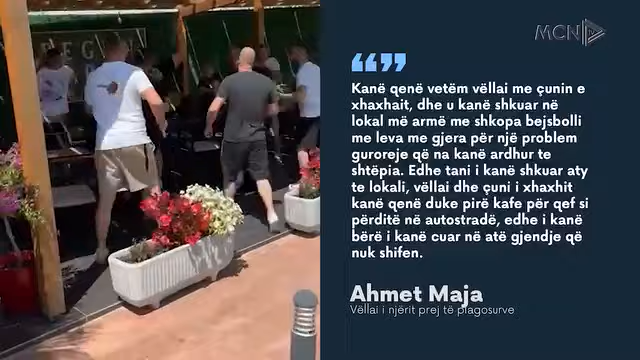 MCN
Kanë qenë vetëm vëllai me çunin e
xhaxhait, dhe u kanë shkuar në
lokal më armë me shkopa bejsbolli
me leva me gjera për një problem
guroreje që na kanë ardhur te
shtëpia. Edhe tani i kanë shkuar aty
te lokali, vëllai dhe çuni i xhaxhit
kanë qenë duke pirë kafe për qef si
përditë në autostradë, edhe i kanë
bërë i kanë cuar në atë gjendje që
nuk shifen.
Ahmet Maja
Vëllai i njërit prej të plagosurve